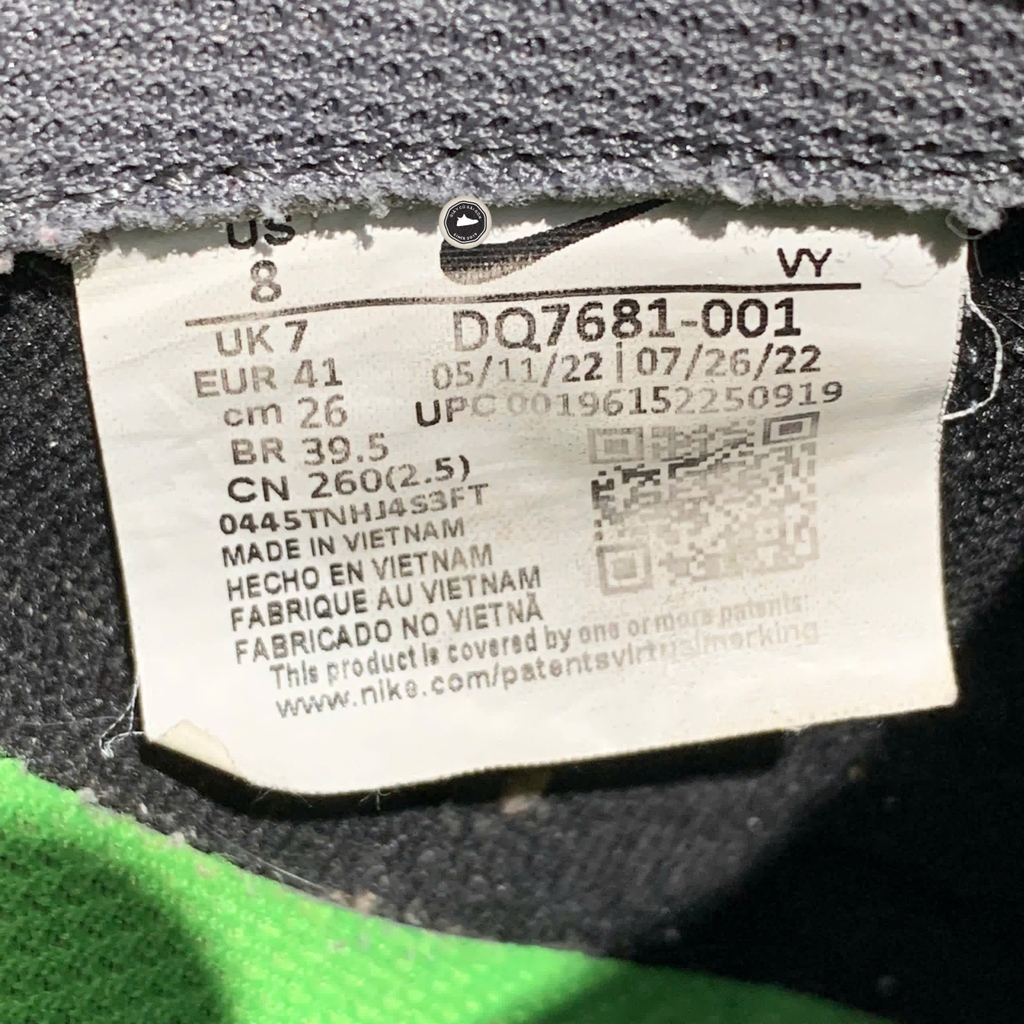 US
8
VY
UK 7
DQ7681-001
EUR 41
05/11/22 | 07/26/22
cm 26
UPC 00196152250919
BR 39.5
CN 260(2.5)
0445TNHJ4S3FT
MADE IN VIETNAM
HECHO EN VIETNAM
FABRIQUE AU VIETNAM
FABRICADO NO VIETNÃ
This product is covered by one or more patents:
www.nike.com/patentsvirtualmarking